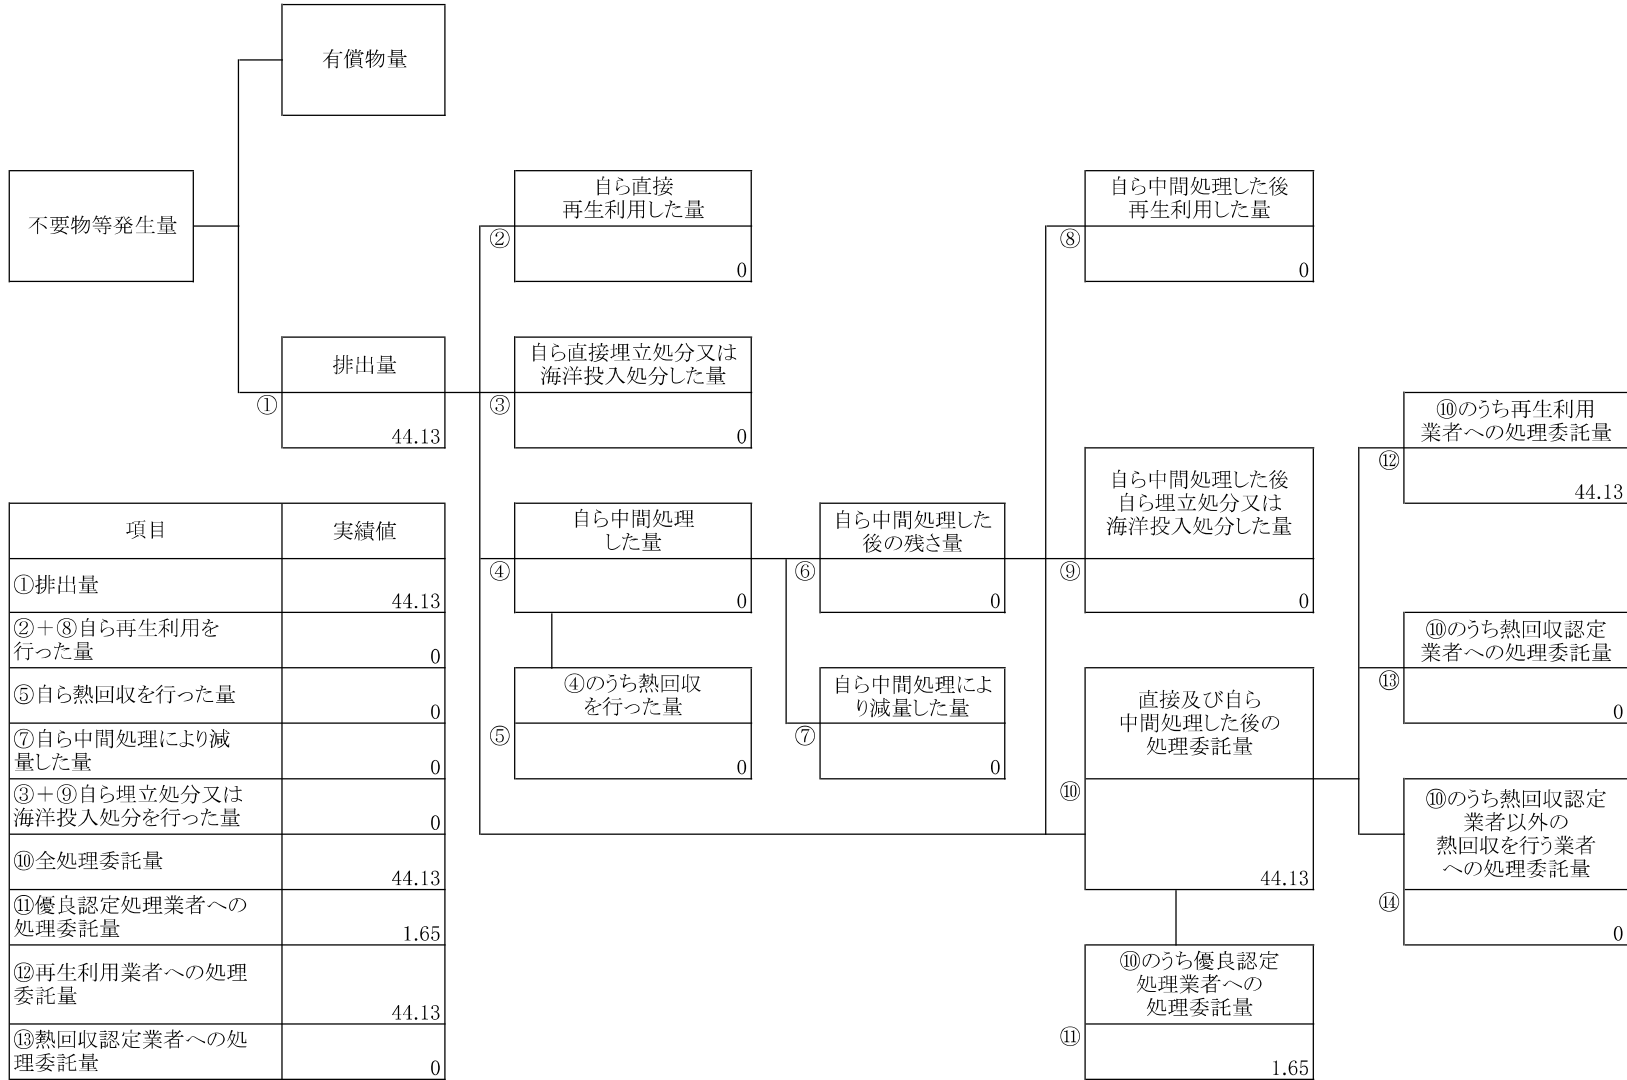 有償物量
不要物等発生量
自ら直接
再生利用した量
②
0
自ら中間処理した後
再生利用した量
⑧
0
排出量
①
44.13
自ら直接埋立処分又は
海洋投入処分した量
③
0
⑩のうち再生利用
業者への処理委託量
⑫
44.13
自ら中間処理
した量
④
0
自ら中間処理した
後の残さ量
⑥
0
自ら中間処理した後
自ら埋立処分又は
海洋投入処分した量
⑨
0
⑩のうち熱回収認定
業者への処理委託量
⑬
0
④のうち熱回収
を行った量
⑤
0
自ら中間処理によ
り減量した量
⑦
0
直接及び自ら
中間処理した後の
処理委託量
⑩
44.13
⑩のうち熱回収認定
業者以外の
熱回収を行う業者
への処理委託量
⑭
0
⑩のうち優良認定
処理業者への
処理委託量
⑪
1.65
項目 実績値
①排出量
44.13
②＋⑧自ら再生利用を
行った量
0
⑤自ら熱回収を行った量
0
⑦自ら中間処理により減
量した量
0
③＋⑨自ら埋立処分又は
海洋投入処分を行った量
0
⑩全処理委託量
44.13
⑪優良認定処理業者への
処理委託量
1.65
⑫再生利用業者への処理
委託量
44.13
⑬熱回収認定業者への処
理委託量
0